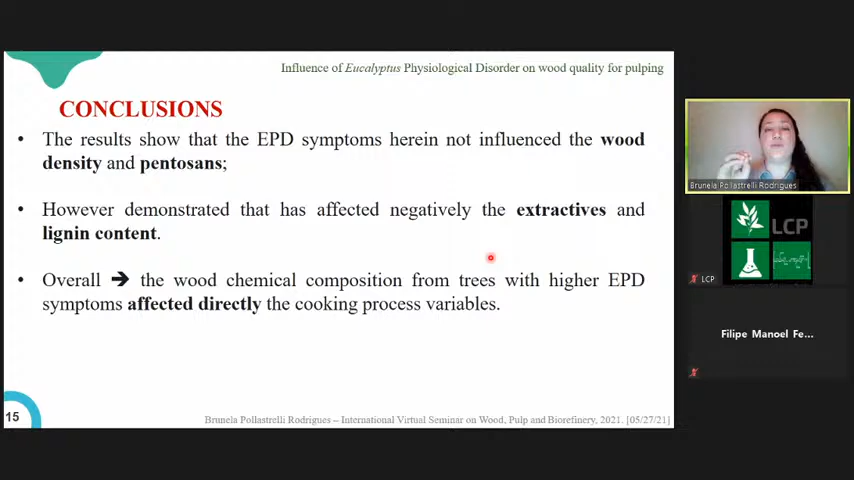 Influence of Eucalyptus Physiological Disorder on wood quality for pulping
CONCLUSIONS
• The results show that the EPD symptoms herein not influenced the wood
density and pentosans;
• However demonstrated that has affected negatively the extractives and
lignin content.
• Overall ➔ the wood chemical composition from trees with higher EPD
symptoms affected directly the cooking process variables.
15
Brunela Pollastrelli Rodrigues – International Virtual Seminar on Wood, Pulp and Biorefinery, 2021. [05/27/21]
Brunela Pollastrelli Rodrigues
LCP
LCP
Filipe Manoel Fe...